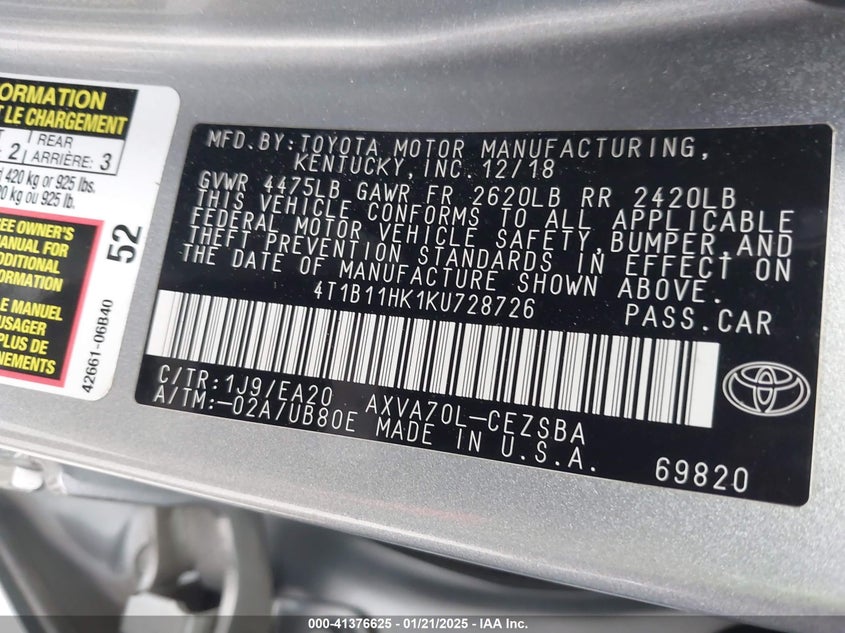 ORMATION
T LE CHARGEMENT
2 REAR ARRIÈRE: 3
420 kg or 925 lbs.
kg ou 925 lb.
EE OWNER'S
MANUAL FOR
DDITIONAL
FORMATION
LE MANUEL
USAGER
PLUS DE
NEMENTS
52
42661-06B40
MFD.BY:TOYOTA MOTOR MANUFACTURING,
KENTUCKY, INC. 12/18
GVWR 4475LB GAWR FR 2620LB RR 2420LB
THIS VEHICLE CONFORMS TO ALL APPLICABLE
FEDERAL MOTOR VEHICLE SAFETY,BUMPER,AND
THEFT PREVENTION STANDARDS IN EFFECT ON
THE DATE OF MANUFACTURE SHOWN ABOVE.
4T1B11HK1KU728726
PASS.CAR
C/TR:1J9/EA20 AXVA70L-CEZSBA
A/TM:-02A/UB80E MADE IN U.S.A.
69820
000-41376625 - 01/21/2025 - IAA Inc.